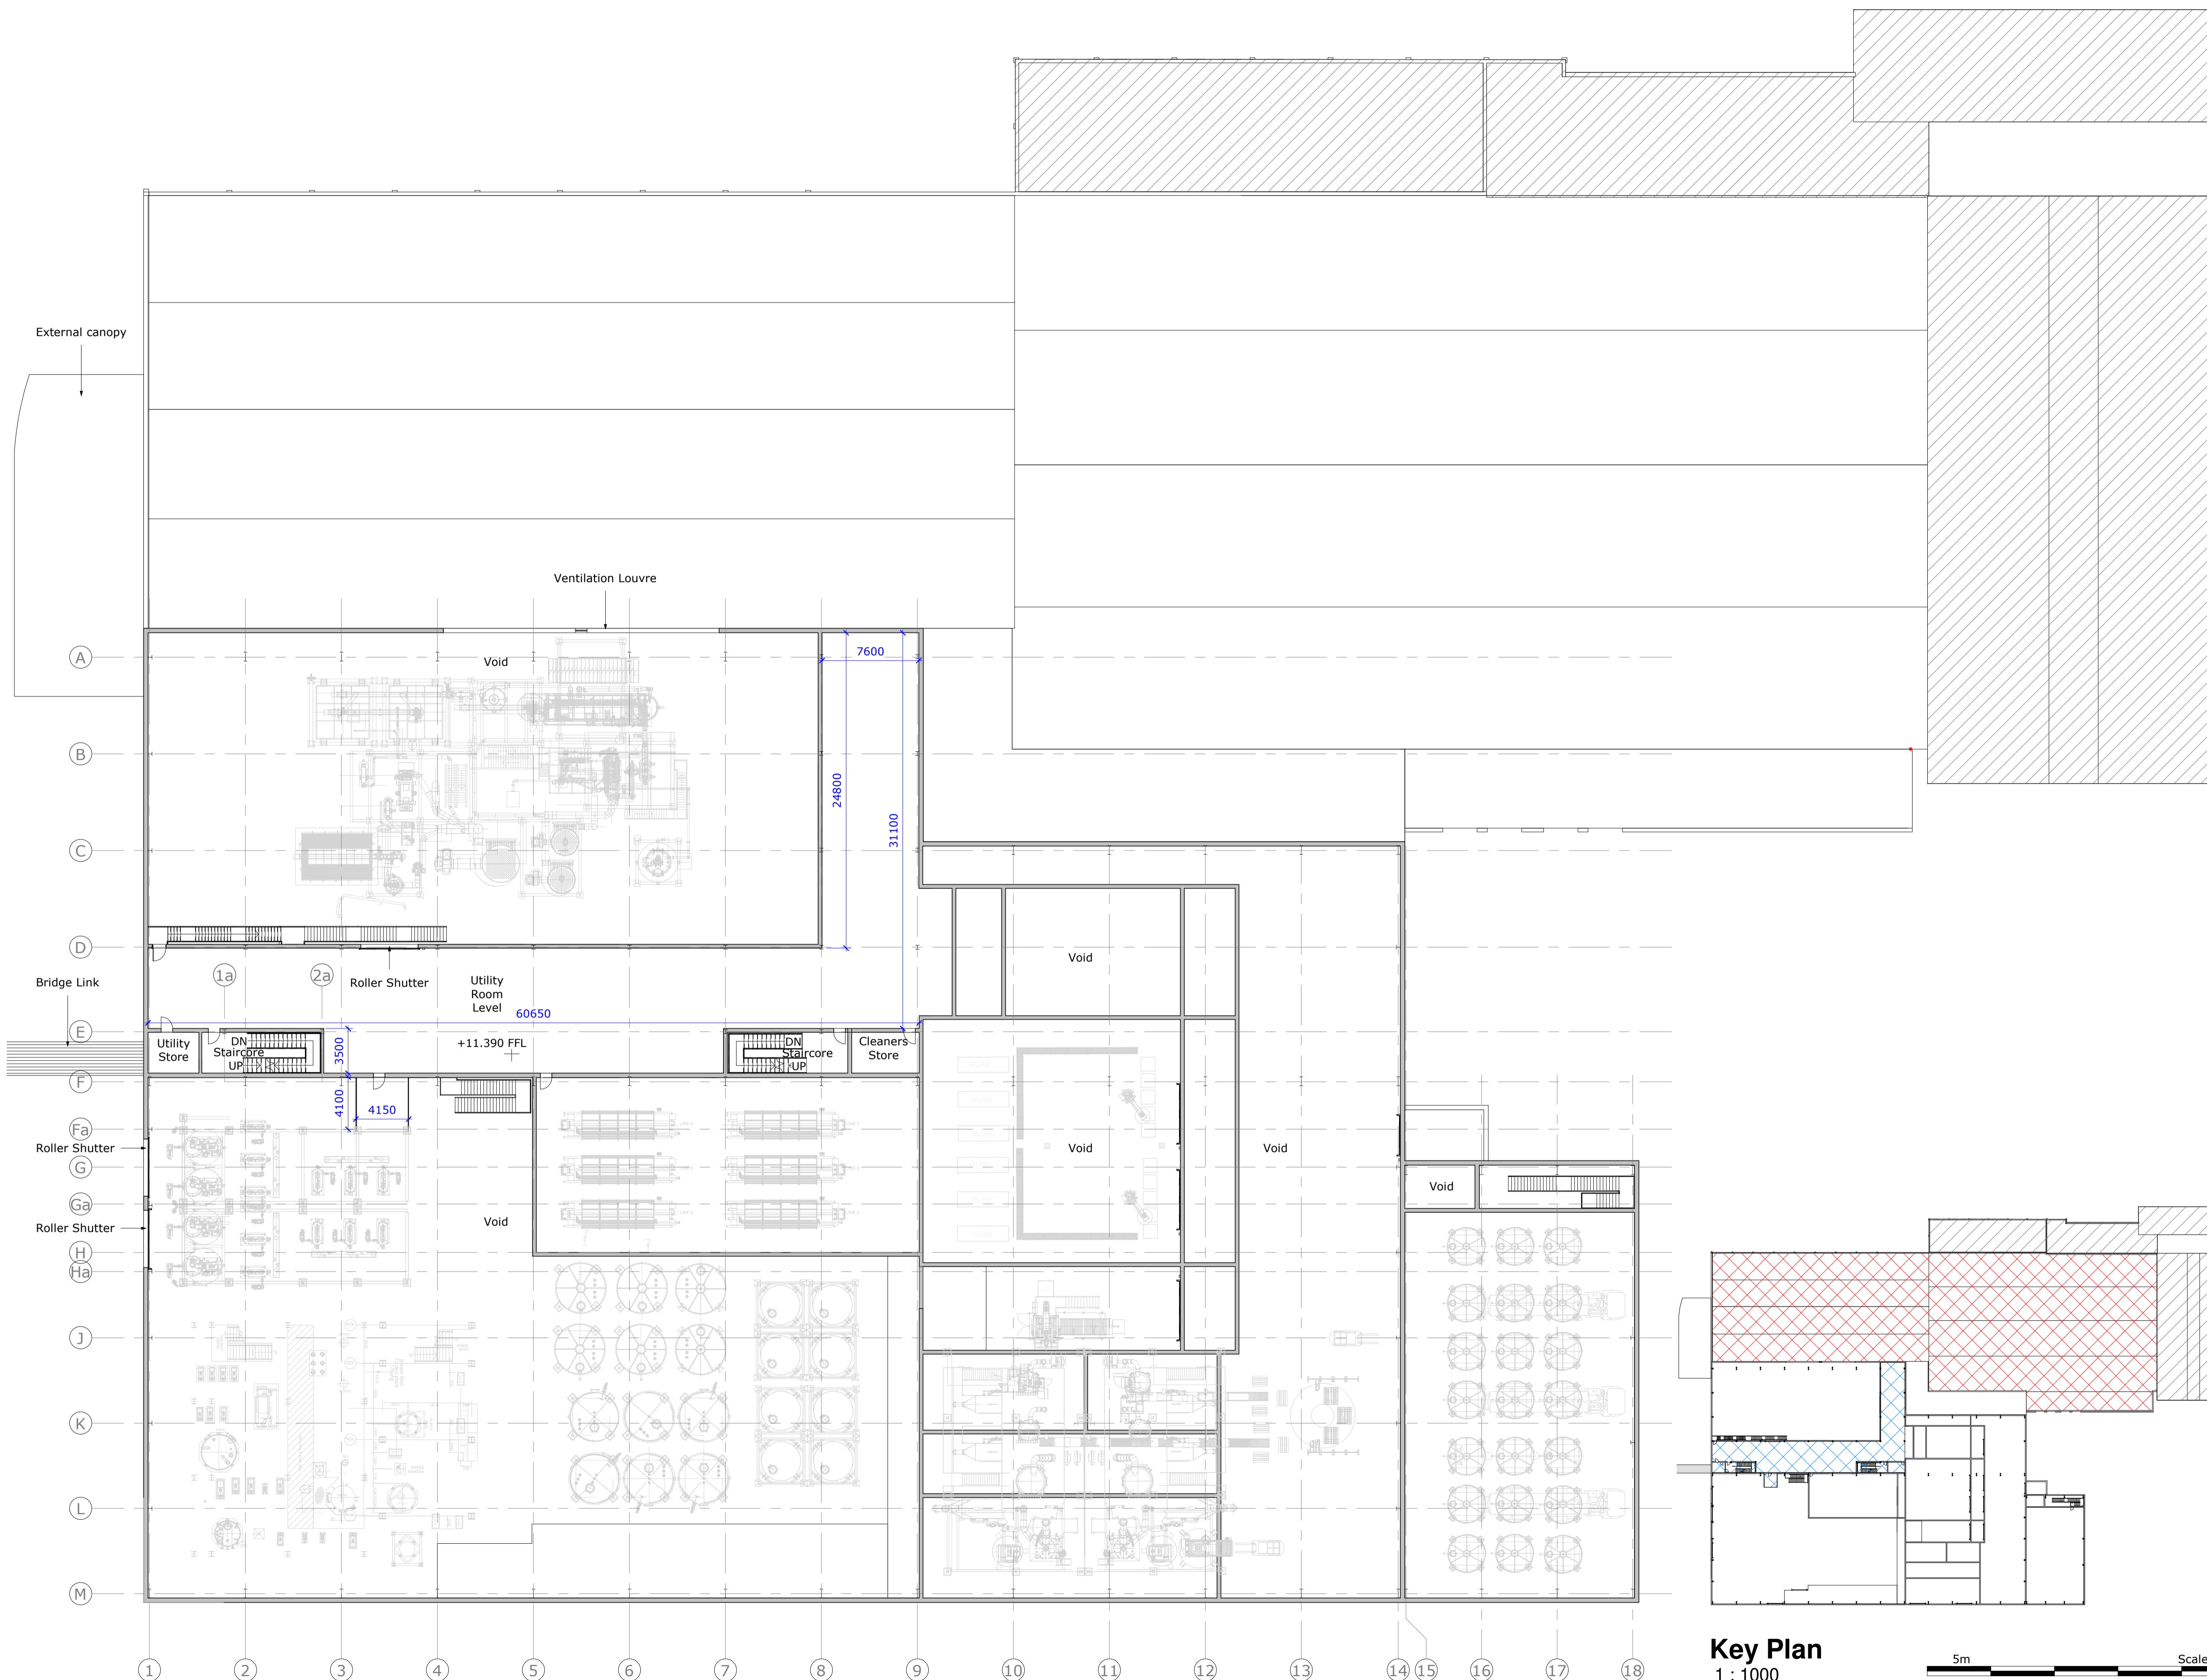 External canopy
Ventilation Louvre
A
Void
7600
B
24800
31100
C
D
1a
2a
Roller Shutter
Utility
Room
Level
Void
Bridge Link
60650
E
Utility
Store
DN
Staircore
UP
3500
+11.390 FFL
DN
Staircore
UP
Cleaners
Store
F
4100
4150
Fa
Roller Shutter
G
Void
Void
Ga
Void
Void
Roller Shutter
H
Ha
J
K
L
M
1
2
3
4
5
6
7
8
9
10
11
12
13
14
15
16
17
18
Key Plan
1 : 1000
5m
Scale